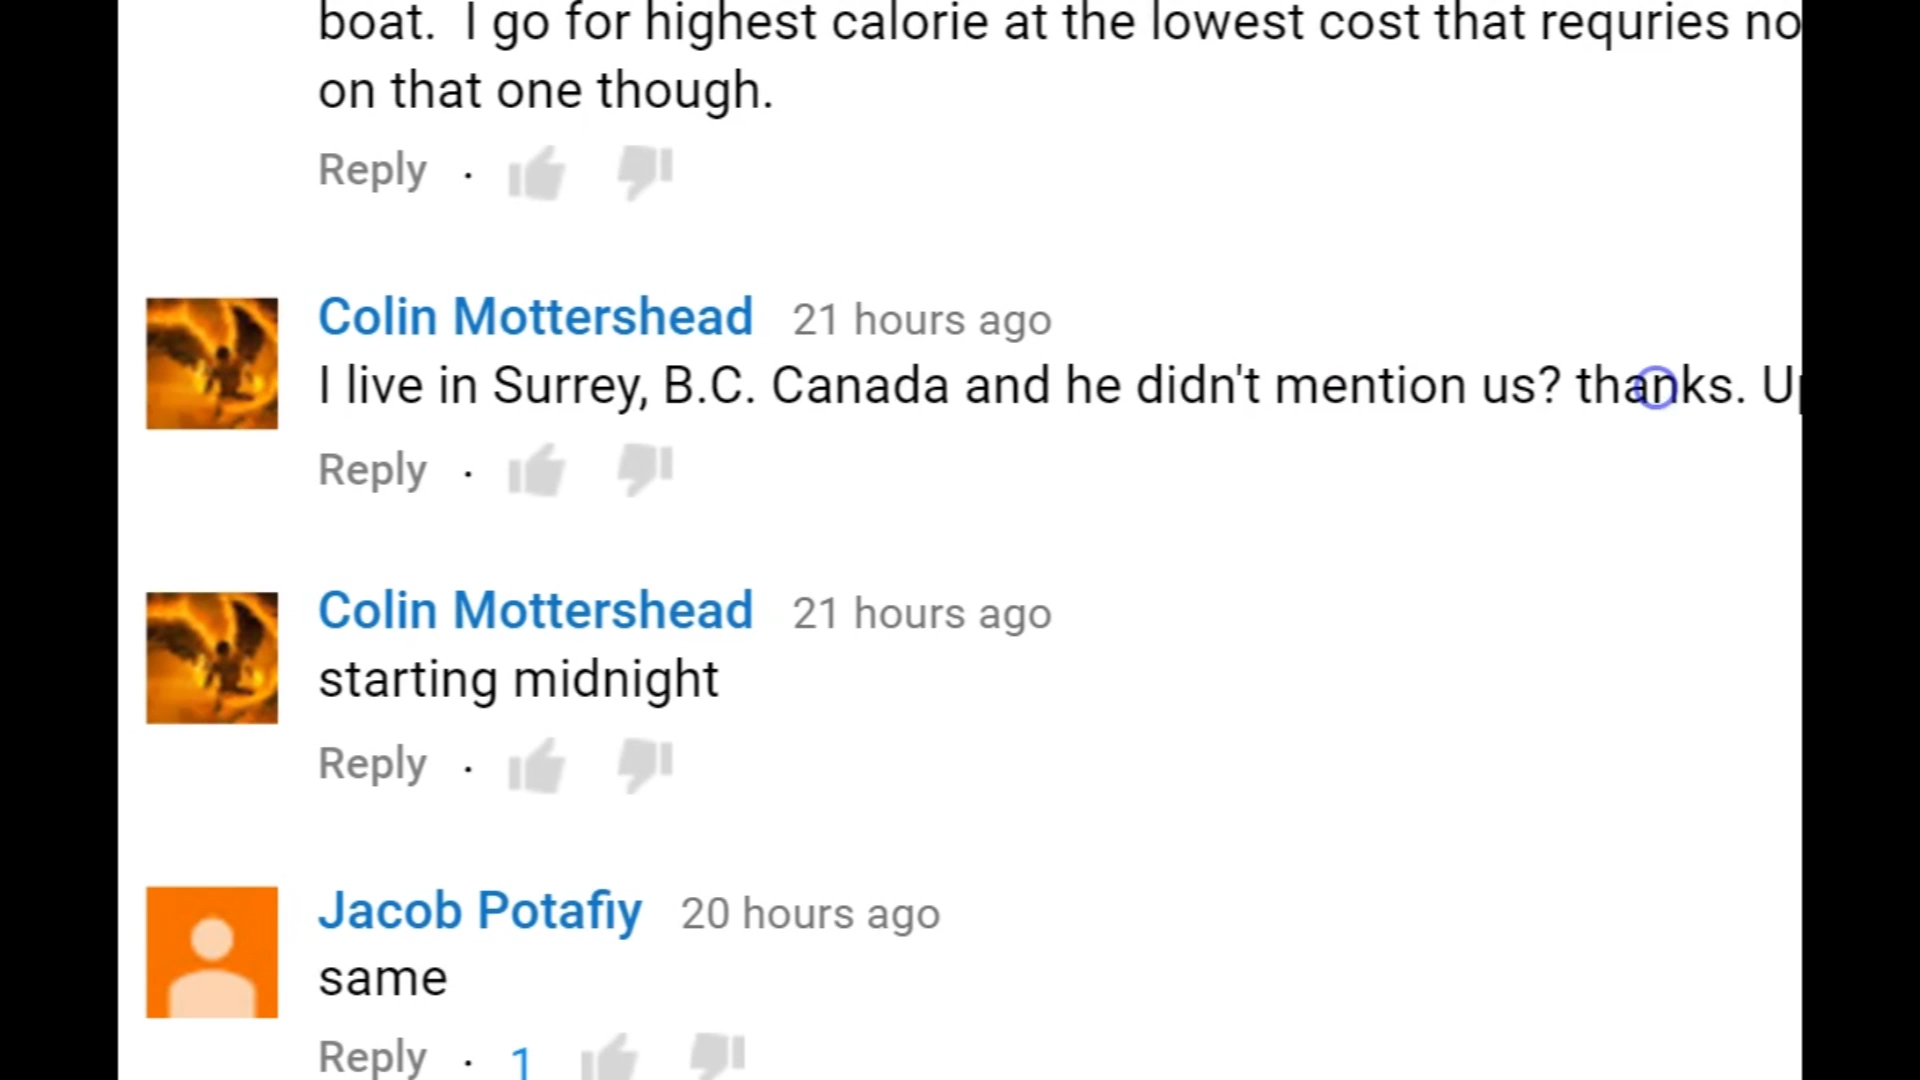 boat.  I go for highest calorie at the lowest cost that requries no
on that one though.
Reply ·
Colin Mottershead 21 hours ago
I live in Surrey, B.C. Canada and he didn't mention us? thanks.
Reply ·
Colin Mottershead 21 hours ago
starting midnight
Reply ·
Jacob Potafiy 20 hours ago
same
Reply · 1